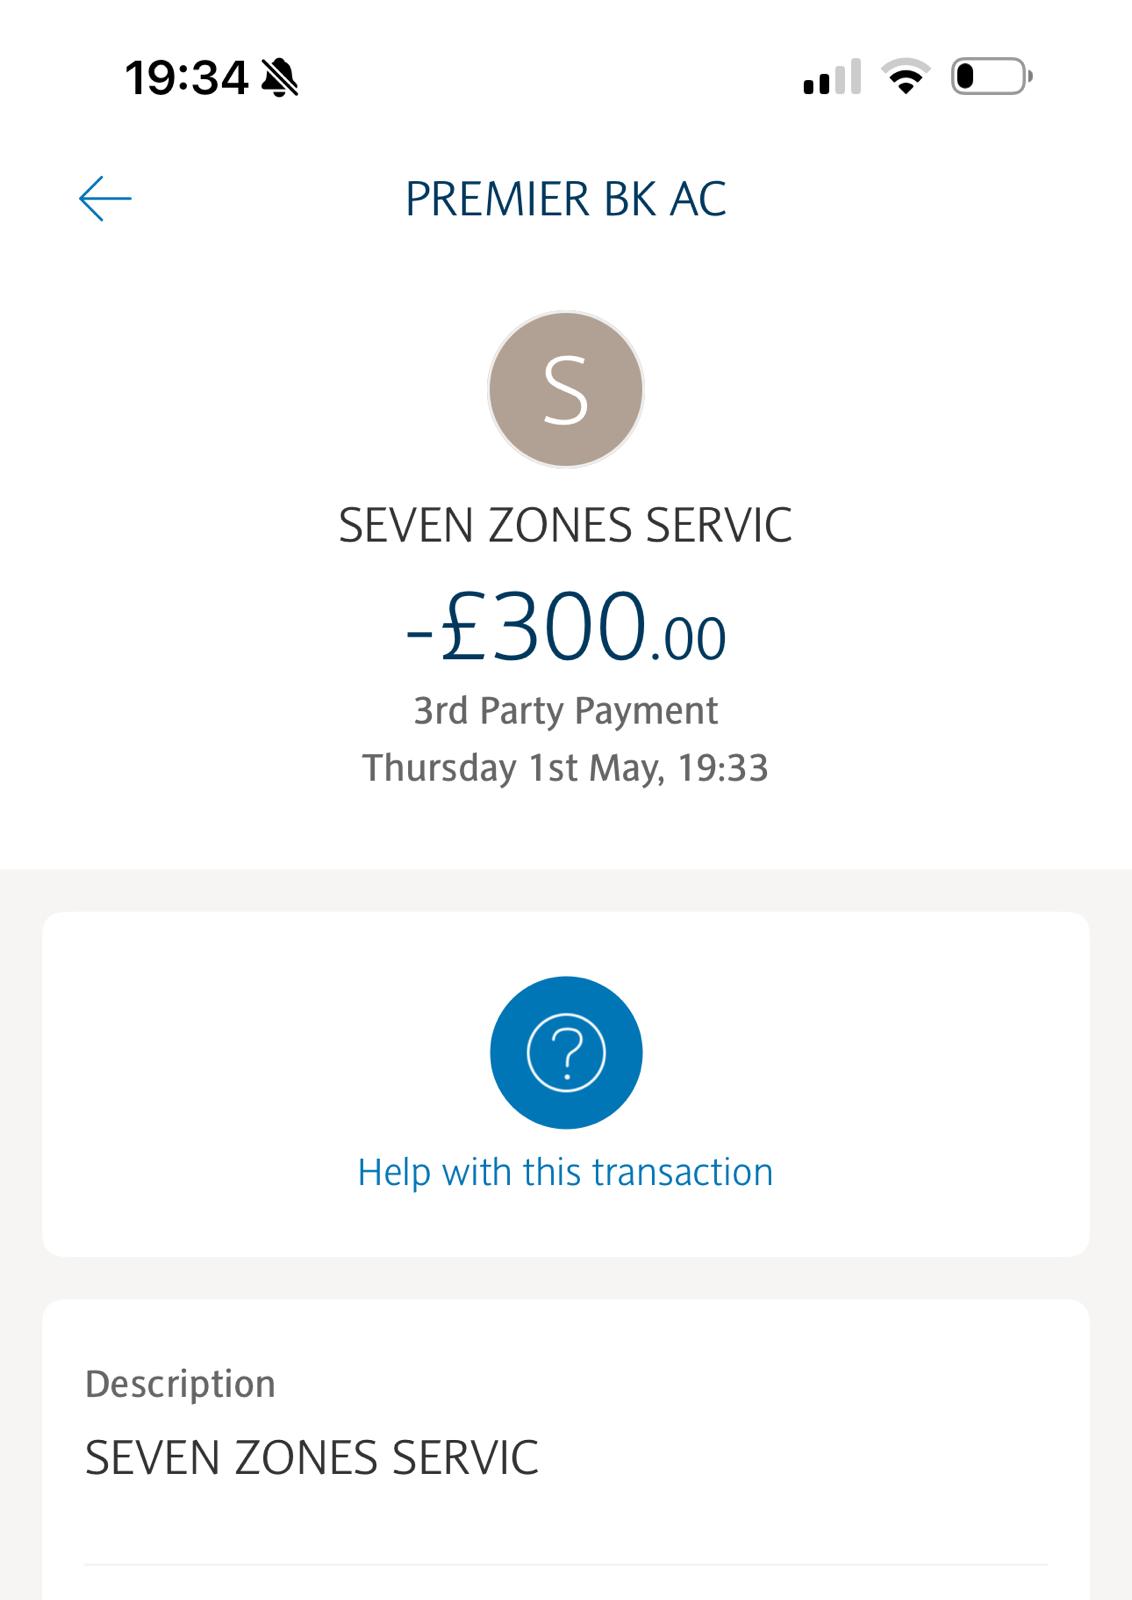 19:34
PREMIER BK AC
S
SEVEN ZONES SERVIC
-£300.00
3rd Party Payment
Thursday 1st May, 19:33
?
Help with this transaction
Description
SEVEN ZONES SERVIC